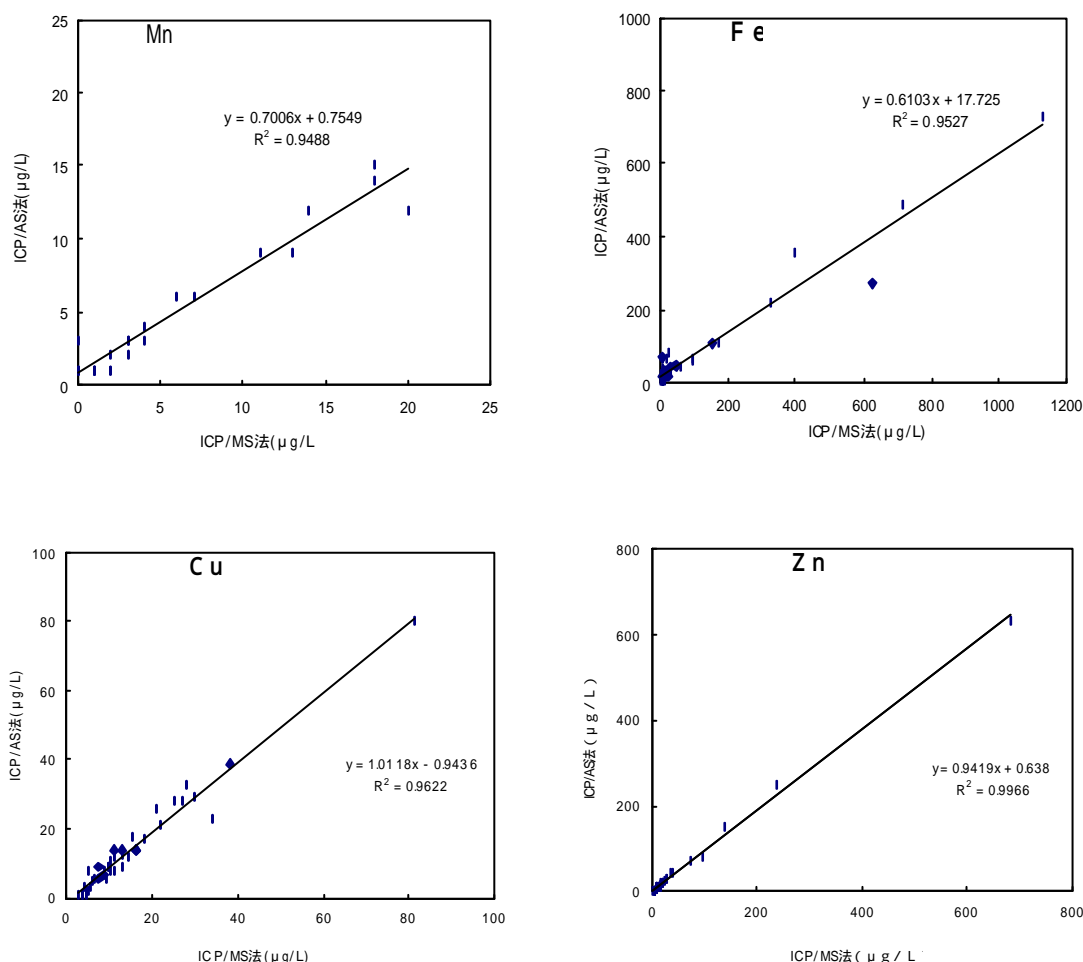 Mn
25
20
15
10
5
0
y = 0.7006x + 0.7549
R² = 0.9488
ICP/AS法(μg/L)
0 5 10 15 20 25
ICP/MS法(μg/L
Fe
1000
800
600
400
200
0
y = 0.6103x + 17.725
R² = 0.9527
ICP/AS法(μg/L)
0 200 400 600 800 1000 1200
ICP/MS法(μg/L)
Cu
100
80
60
40
20
0
y = 1.0118x - 0.9436
R² = 0.9622
ICP/AS法(μg/L)
0 20 40 60 80 100
ICP/MS法(μg/L)
Zn
800
600
400
200
0
y= 0.9419x + 0.638
R² = 0.9966
ICP/AS法(μg/L)
0 200 400 600 800
ICP/MS法(μg/L